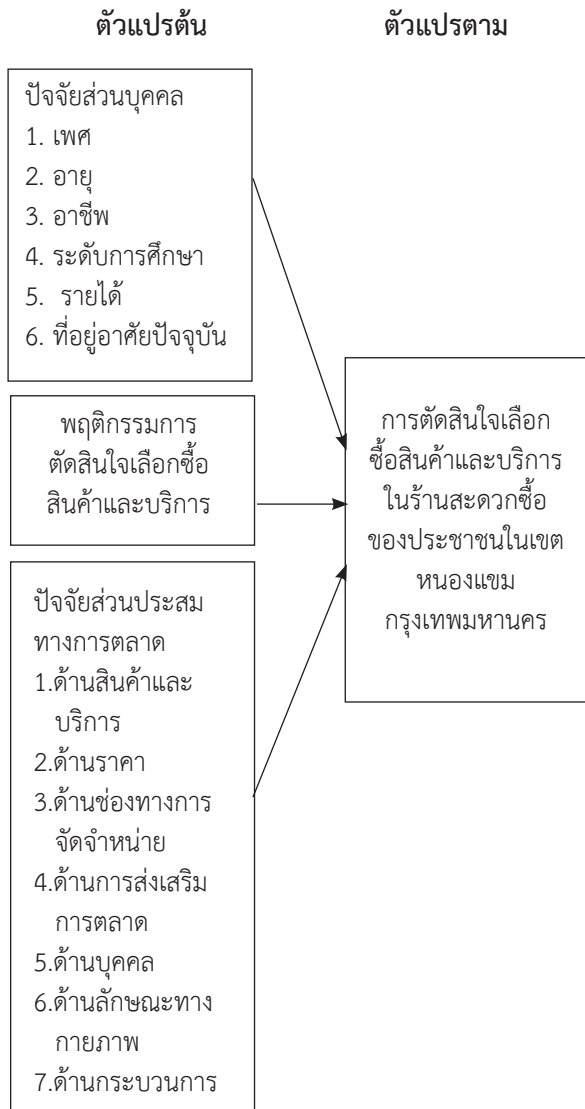 ตัวแปรต้น
ตัวแปรตาม
ปัจจัยส่วนบุคคล
1. เพศ
2. อายุ
3. อาชีพ
4. ระดับการศึกษา
5. รายได้
6. ที่อยู่อาศัยปัจจุบัน
พฤติกรรมการ
ตัดสินใจเลือกซื้อ
สินค้าและบริการ
ปัจจัยส่วนประสม
ทางการตลาด
1.ด้านสินค้าและ
บริการ
2.ด้านราคา
3.ด้านช่องทางการ
จัดจำหน่าย
4.ด้านการส่งเสริม
การตลาด
5.ด้านบุคคล
6.ด้านลักษณะทาง
กายภาพ
7.ด้านกระบวนการ
การตัดสินใจเลือก
ซื้อสินค้าและบริการ
ในร้านสะดวกซื้อ
ของประชาชนในเขต
หนองแขม
กรุงเทพมหานคร